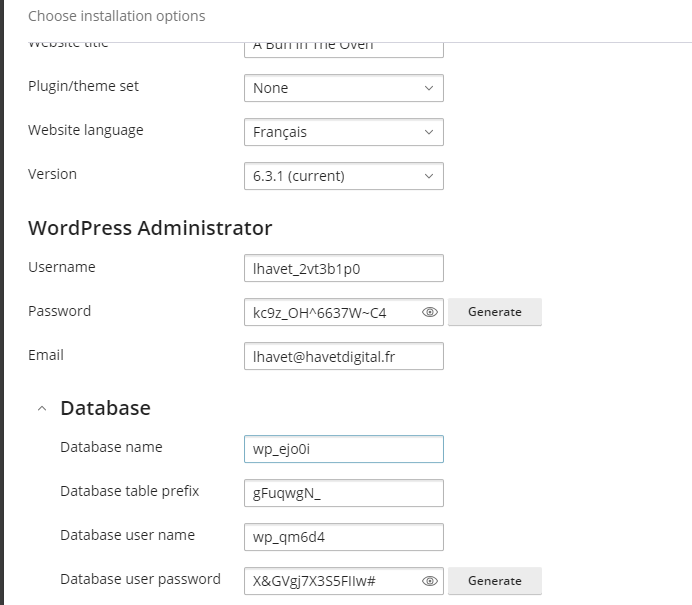 Choose installation options
Website title A Bun In The Oven
Plugin/theme set None
Website language Français
Version 6.3.1 (current)
WordPress Administrator
Username lhavet_2vt3b1p0
Password kc9z_OH^6637W~C4 Generate
Email lhavet@havetdigital.fr
Database
Database name wp_ejo0i
Database table prefix gFuqwgN_
Database user name wp_qm6d4
Database user password X&GVgj7X3S5FIIw# Generate